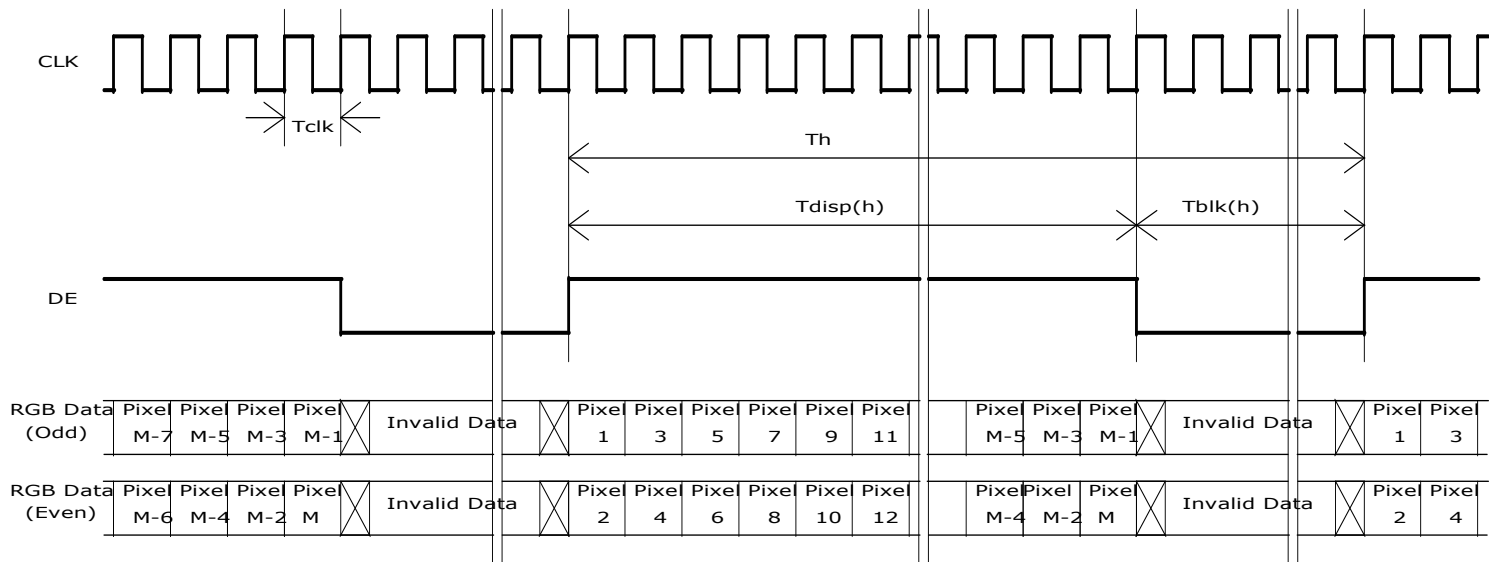 CLK
Tclk
Th
Tdisp(h)
Tblk(h)
DE
RGB Data
(Odd)
Pixel Pixel Pixel Pixel Invalid Data Pixel Pixel Pixel Pixel Pixel Pixel Pixel Pixel Pixel Invalid Data Pixel Pixel
M-7 M-5 M-3 M-1 1 3 5 7 9 11 M-5 M-3 M-1 1 3
RGB Data
(Even)
Pixel Pixel Pixel Pixel Invalid Data Pixel Pixel Pixel Pixel Pixel Pixel Pixel Pixel Pixel Invalid Data Pixel Pixel
M-6 M-4 M-2 M 2 4 6 8 10 12 M-4 M-2 M 2 4